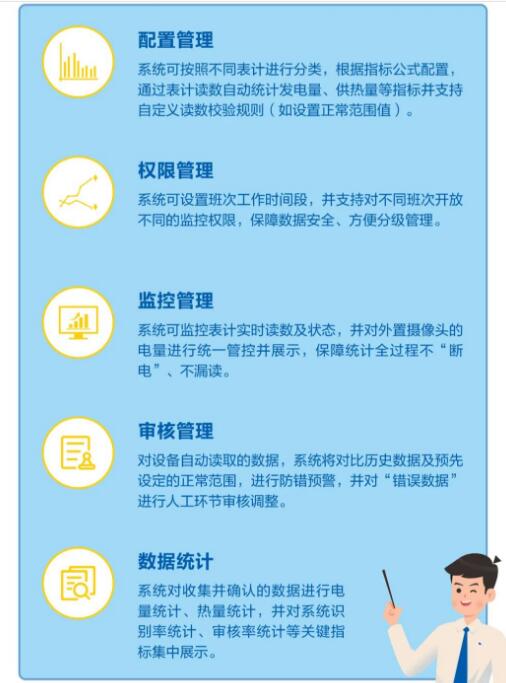 配置管理
系统可按照不同表计进行分类，根据指标公式配置，
通过表计读数自动统计发电量、供热量等指标并支持
自定义读数校验规则（如设置正常范围值）。
权限管理
系统可设置班次工作时间段，并支持对不同班次开放
不同的监控权限，保障数据安全、方便分级管理。
监控管理
系统可监控表计实时读数及状态，并对外置摄像头的
电量进行统一管控并展示，保障统计全过程不“断
电”、不漏读。
审核管理
对设备自动读取的数据，系统将对比历史数据及预先
设定的正常范围，进行防错预警，并对“错误数据”
进行人工环节审核调整。
数据统计
系统对收集并确认的数据进行电
量统计、热量统计，并对系统识
别率统计、审核率统计等关键指
标集中展示。